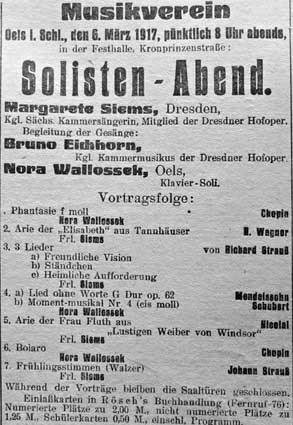 Musikverein
Oels i. Schl., den 6. März 1917, pünktlich 8 Uhr abends,
in der Festhalle, Kronprinzenstraße:
Solisten-Abend.
Margarete Siems, Dresden,
Kgl. Sächs. Kammersängerin, Mitglied der Dresdner Hofoper.
Begleitung der Gesänge:
Bruno Eichhorn,
Kgl. Kammermusikus der Dresdner Hofoper.
Nora Wallossek, Oels,
Klavier-Soli.
Vortragsfolge:
. Phantasie f moll Chopin
Nora Wallossek
2. Arie der „Elisabeth" aus Tannhäuser R. Wagner
Frl. Siems
3. 3 Lieder von Richard Strauß
a) Freundliche Vision
b) Ständchen
c) Heimliche Aufforderung
Frl. Siems
4. a) Lied ohne Worte G Dur op. 62 Mendelssohn
b) Moment-musikal Nr. 4 (cis moll) Schubert
Nora Wallossek
5. Arie der Frau Fluth aus Nicolai
„Lustigen Weiber von Windsor"
Frl. Siems
6. Bolaro Chopin
Nora Wallossek
7. Frühlingsstimmen (Walzer) Johann Strauß
Frl. Siems
Während der Vorträge bleiben die Saaltüren geschlossen.
Einlaßkarten in Rösch's Buchhandlung (Fernruf 76):
Numerierte Plätze zu 2,00 M., nicht numerierte Plätze zu
1,25 M., Schülerkarten 0,50 M., einschl. Programm.